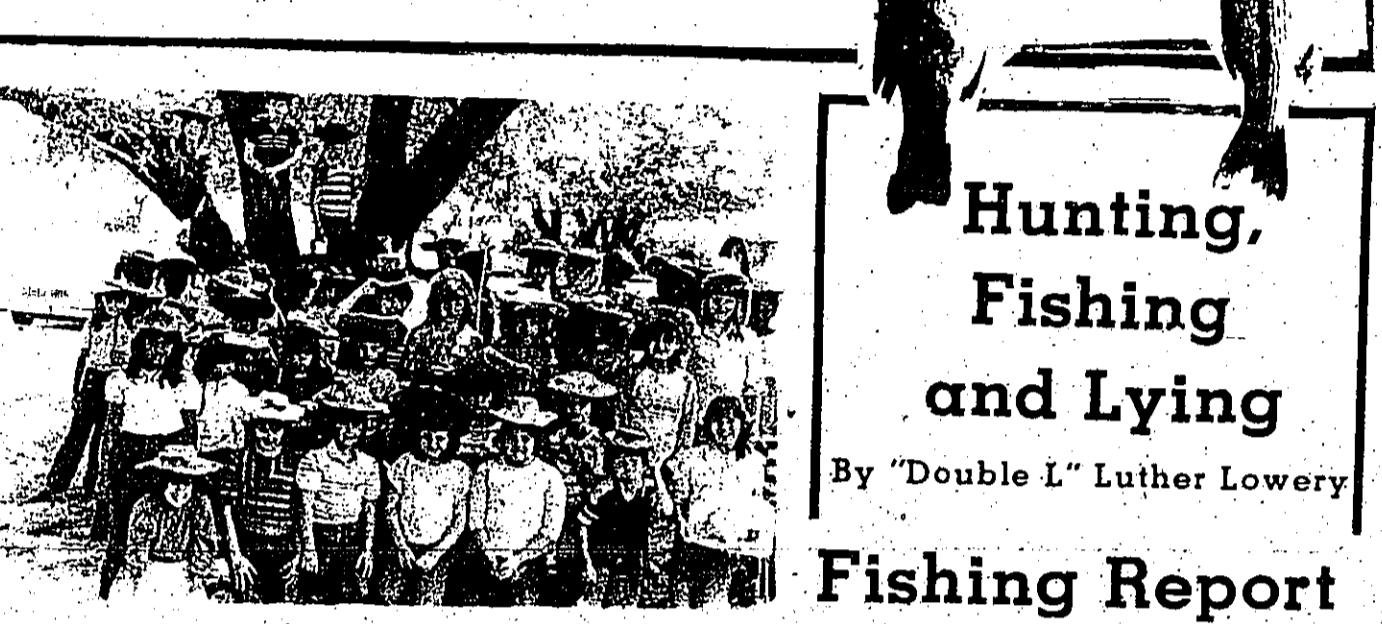 Hunting,
Fishing
and Lying
By "Double L" Luther Lowery
Fishing Report